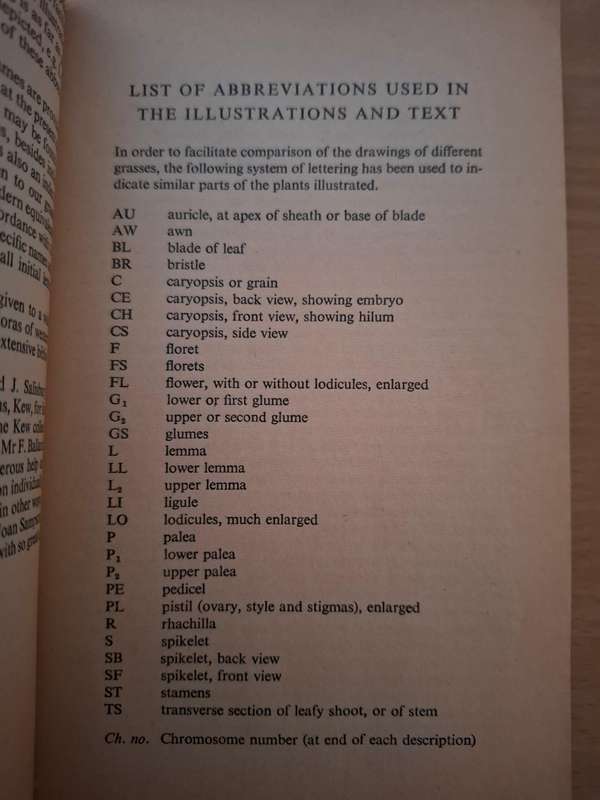 LIST OF ABBREVIATIONS USED IN
THE ILLUSTRATIONS AND TEXT
In order to facilitate comparison of the drawings of different
grasses, the following system of lettering has been used to in-
dicate similar parts of the plants illustrated.
AU auricle, at apex of sheath or base of blade
AW awn
BL blade of leaf
BR bristle
C caryopsis or grain
CE caryopsis, back view, showing embryo
CH caryopsis, front view, showing hilum
CS caryopsis, side view
F floret
FS florets
FL flower, with or without lodicules, enlarged
G₁ lower or first glume
G₂ upper or second glume
GS glumes
L lemma
LL lower lemma
L₂ upper lemma
LI ligule
LO lodicules, much enlarged
P palea
P₁ lower palea
P₂ upper palea
PE pedicel
PL pistil (ovary, style and stigmas), enlarged
R rhachilla
S spikelet
SB spikelet, back view
SF spikelet, front view
ST stamens
TS transverse section of leafy shoot, or of stem
Ch. no. Chromosome number (at end of each description)